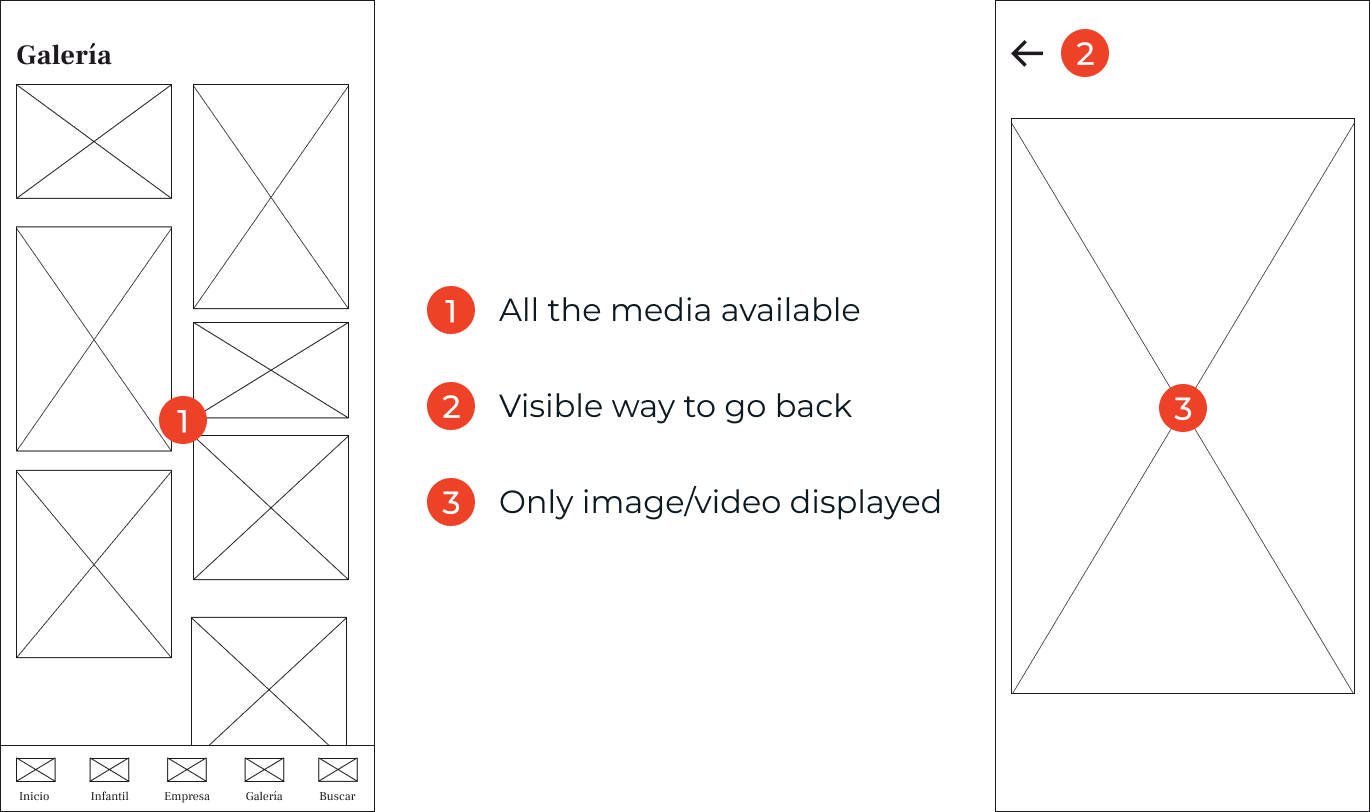 Galería
1
Inicio
Infantil
Empresa
Galería
Buscar
1 All the media available
2 Visible way to go back
3 Only image/video displayed
2
3